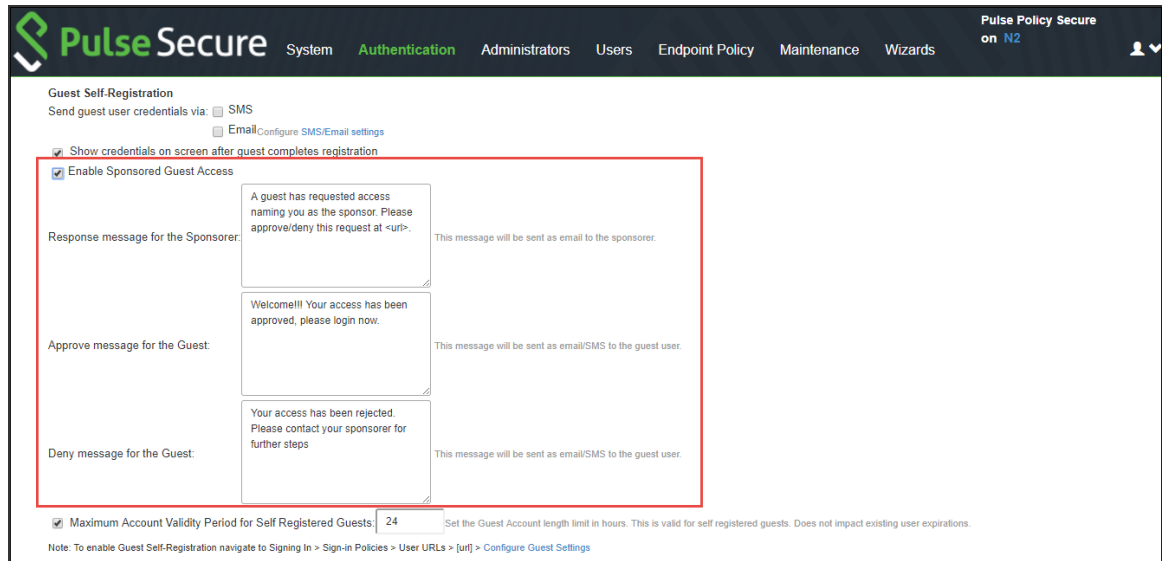 Pulse Secure
System Authentication Administrators Users Endpoint Policy Maintenance Wizards
Pulse Policy Secure
on N2
Guest Self-Registration
Send guest user credentials via: SMS
Email Configure SMS/Email settings
Show credentials on screen after guest completes registration
Enable Sponsored Guest Access
A guest has requested access
naming you as the sponsor. Please
approve/deny this request at <url>.
Response message for the Sponsorer:
This message will be sent as email to the sponsorer.
Welcome!!! Your access has been
approved, please login now.
Approve message for the Guest:
This message will be sent as email/SMS to the guest user.
Your access has been rejected.
Please contact your sponsorer for
further steps
Deny message for the Guest:
This message will be sent as email/SMS to the guest user.
Maximum Account Validity Period for Self Registered Guests: 24 Set the Guest Account length limit in hours. This is valid for self registered guests. Does not impact existing user expirations.
Note: To enable Guest Self-Registration navigate to Signing In > Sign-in Policies > User URLs > [url] > Configure Guest Settings